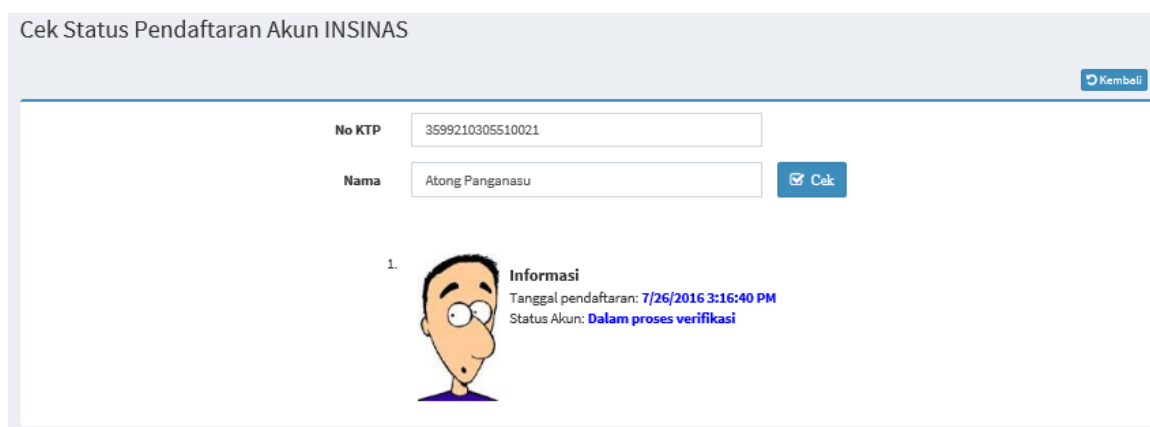 Cek Status Pendaftaran Akun INSINAS
Kembali
No KTP 3599210305510021
Nama Atong Panganasu Cek
1.
Informasi
Tanggal pendaftaran: 7/26/2016 3:16:40 PM
Status Akun: Dalam proses verifikasi